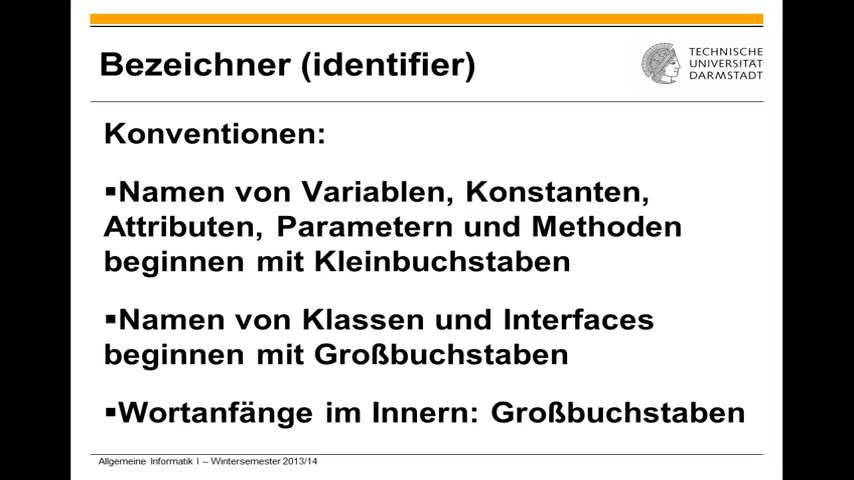 Bezeichner (identifier)
TECHNISCHE
UNIVERSITÄT
DARMSTADT
Konventionen:
▪Namen von Variablen, Konstanten,
Attributen, Parametern und Methoden
beginnen mit Kleinbuchstaben
▪Namen von Klassen und Interfaces
beginnen mit Großbuchstaben
▪Wortanfänge im Innern: Großbuchstaben
Allgemeine Informatik I -- Wintersemester 2013/14